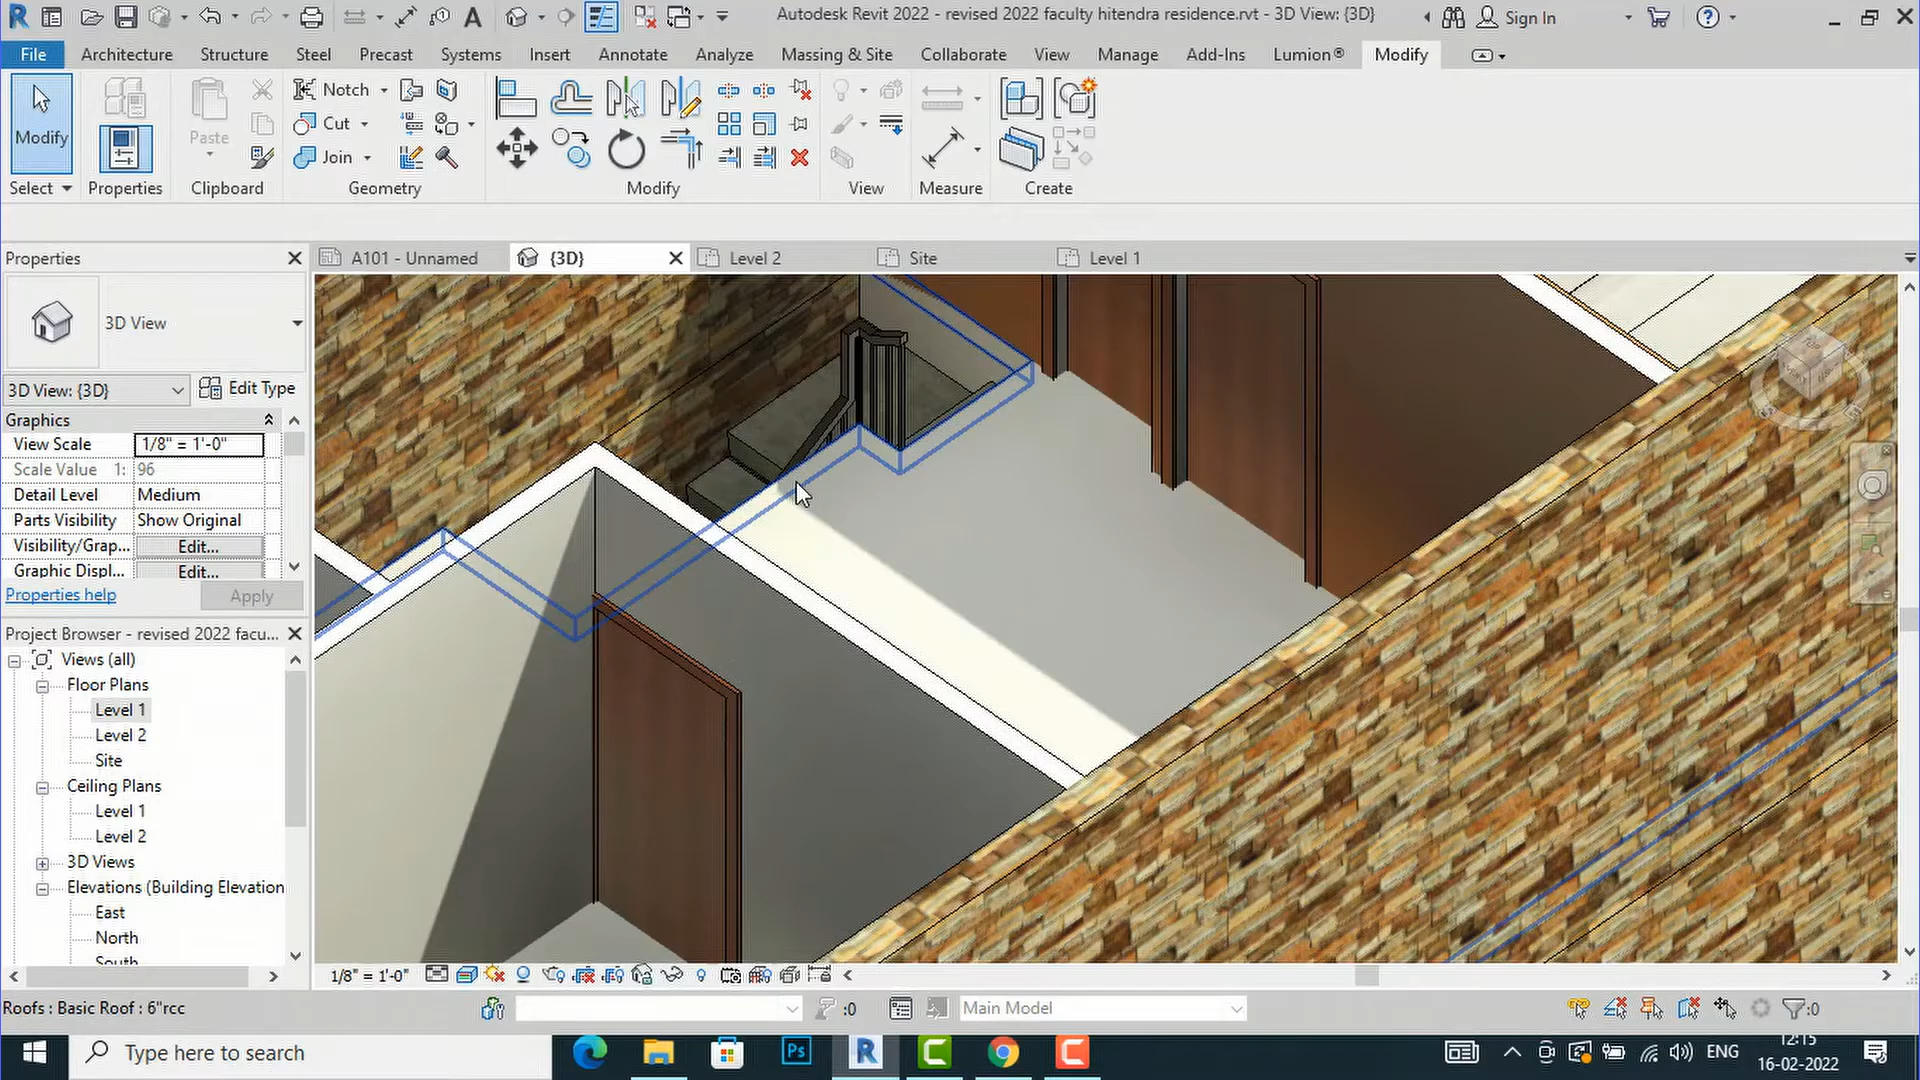 Autodesk Revit 2022 - revised 2022 faculty hitendra residence.rvt - 3D View: {3D}
Sign In
File
Architecture
Structure
Steel
Precast
Systems
Insert
Annotate
Analyze
Massing & Site
Collaborate
View
Manage
Add-Ins
Lumion®
Modify
Modify
Paste
Notch
Cut
Join
Select
Properties
Clipboard
Geometry
Modify
View
Measure
Create
Properties
A101 - Unnamed
{3D}
Level 2
Site
Level 1
3D View
3D View: {3D}
Edit Type
Graphics
View Scale 1/8" = 1'-0"
Scale Value 1: 96
Detail Level Medium
Parts Visibility Show Original
Visibility/Grap... Edit...
Graphic Displ... Edit...
Properties help
Apply
Project Browser - revised 2022 facu...
Views (all)
Floor Plans
Level 1
Level 2
Site
Ceiling Plans
Level 1
Level 2
3D Views
Elevations (Building Elevation
East
North
South
1/8" = 1'-0"
Roofs : Basic Roof : 6"rcc
:0
Main Model
:0
Type here to search
Ps
R
C
C
ENG
12:15
16-02-2022